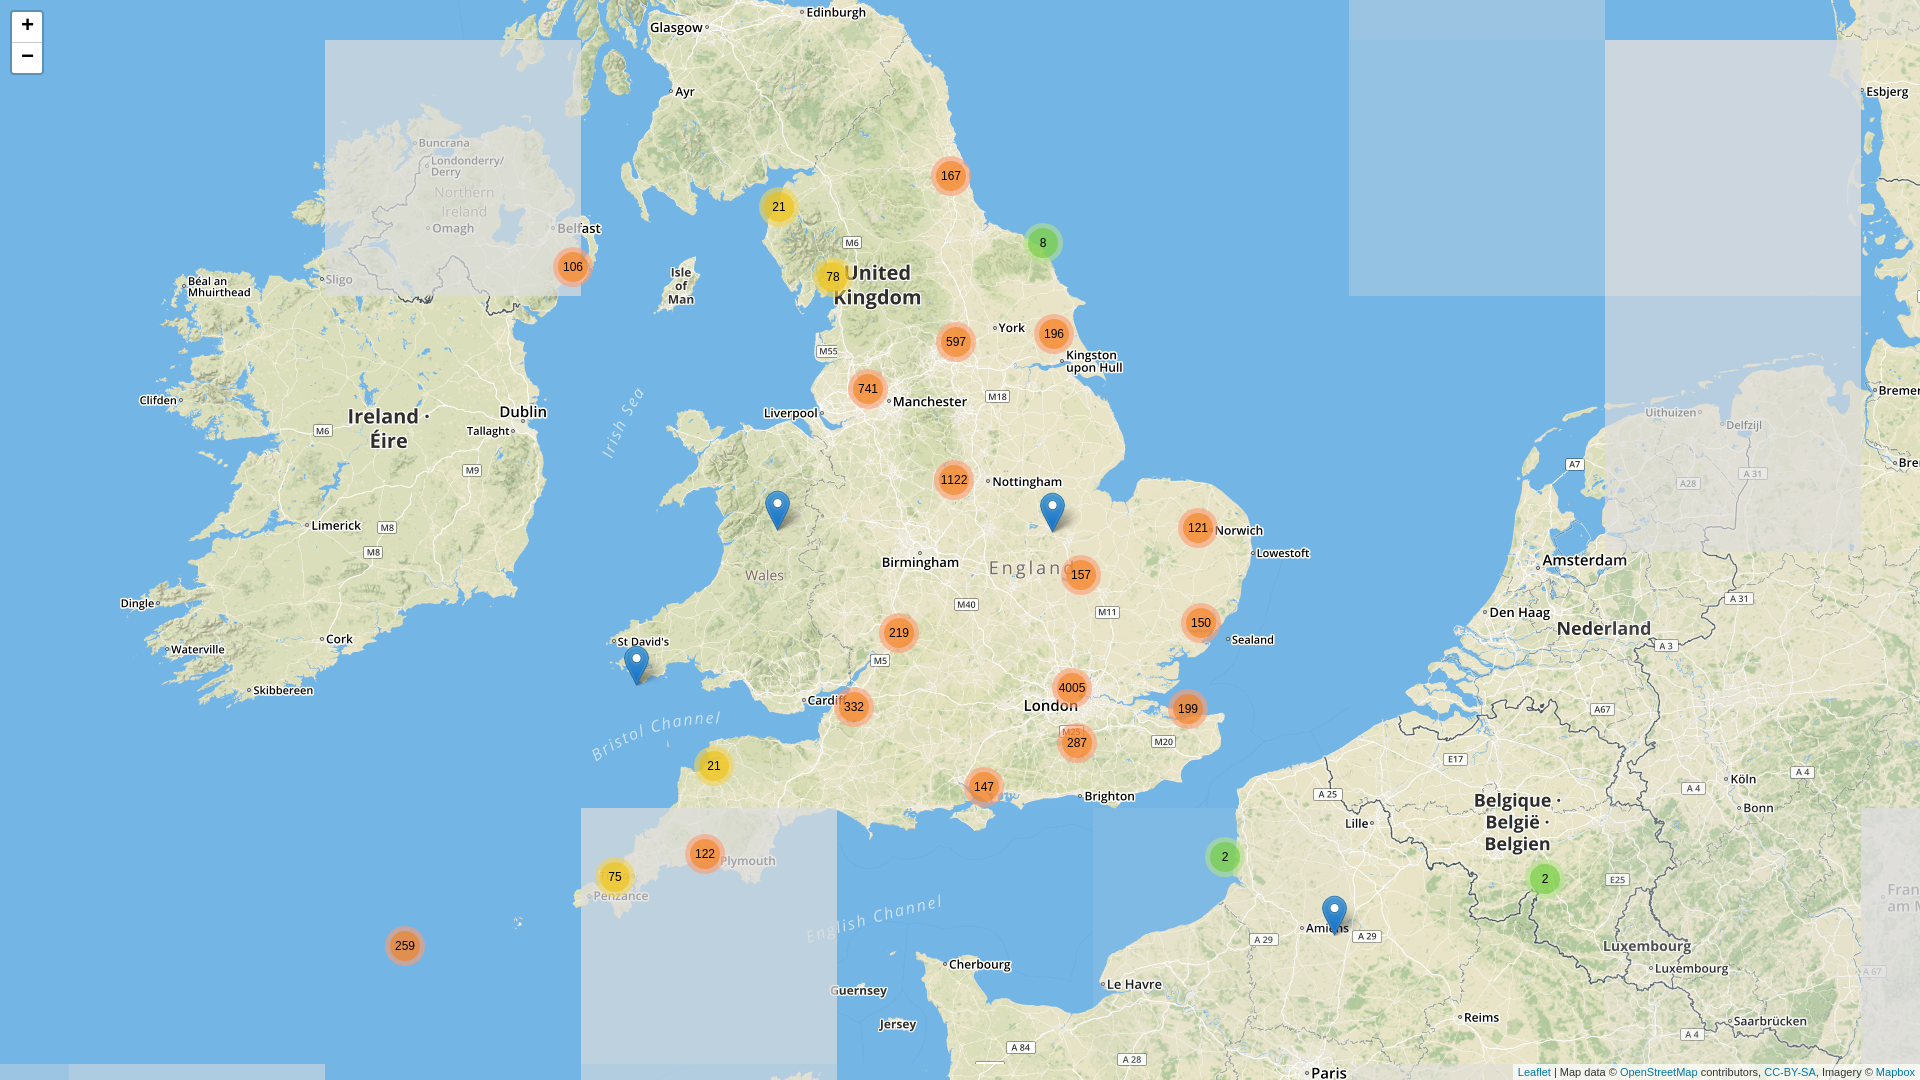 +
−
Edinburgh
Glasgow
Ayr
Esbjerg
Buncrana
Londonderry/
Derry
Northern
Ireland
Omagh
Belfast
Sligo
106
167
21
8
M6
78
United
Kingdom
Isle
of
Man
Béal an
Mhuirthead
York
597
196
M55
Kingston
upon Hull
741
Manchester
M18
Liverpool
Clifden
Ireland ·
Éire
Dublin
Tallaght
M6
M9
Irish Sea
Uithuizen
Delfzijl
A7
A 31
A28
1122
Nottingham
121
Norwich
Lowestoft
Limerick
M8
M8
Birmingham
England
157
Wales
Amsterdam
Dingle
M40
M11
A 31
Den Haag
Nederland
150
Sealand
219
Cork
Waterville
St David's
M5
A 3
Skibbereen
4005
London
199
Cardiff
332
A67
Bristol Channel
M25
287
M20
E17
21
147
Brighton
A 25
Köln
A 4
A 4
Bonn
Belgique ·
België ·
Belgien
Lille
122
Plymouth
75
Penzance
2
2
E25
English Channel
259
Amiens
A 29
A 29
Luxembourg
Luxembourg
Cherbourg
A 67
Le Havre
Guernsey
Jersey
Reims
Saarbrücken
A 84
A 28
A 4
Paris
Leaflet | Map data © OpenStreetMap contributors, CC-BY-SA, Imagery © Mapbox